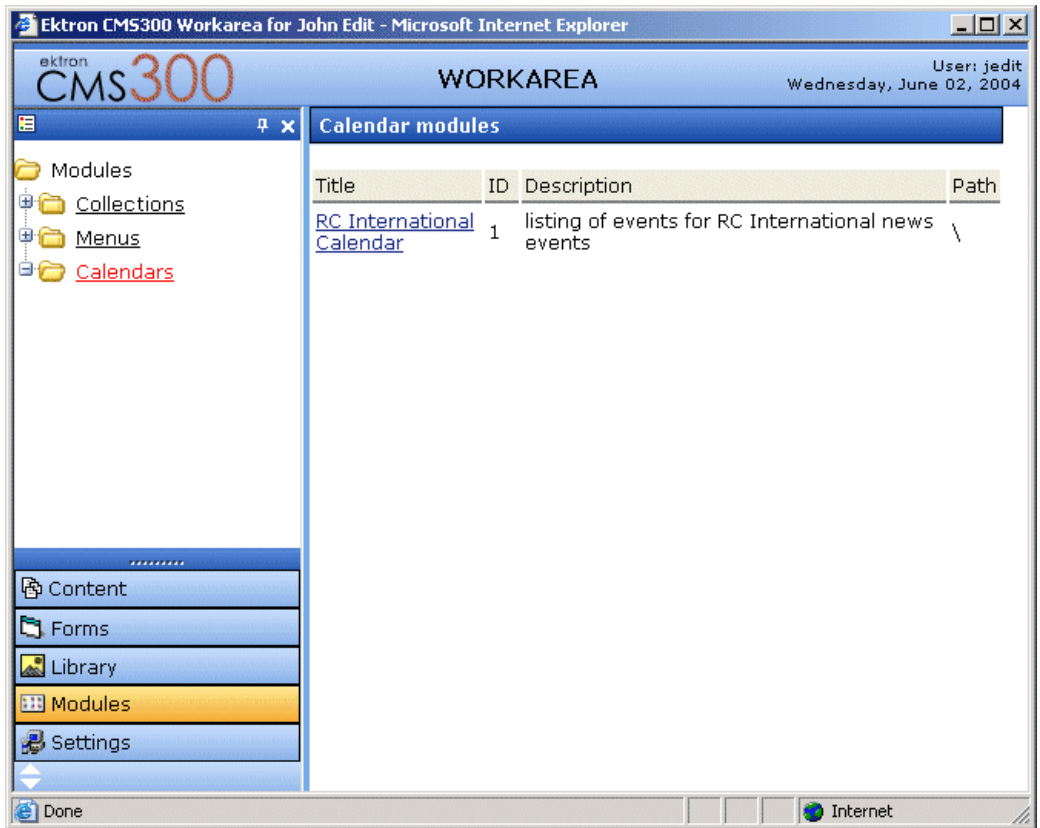 Ektron CMS300 Workarea for John Edit - Microsoft Internet Explorer
ektron
CMS300
WORKAREA
User: jedit
Wednesday, June 02, 2004
Calendar modules
Modules
Collections
Menus
Calendars
Title ID Description Path
RC International
Calendar
1
listing of events for RC International news
events
\
Content
Forms
Library
Modules
Settings
Done
Internet